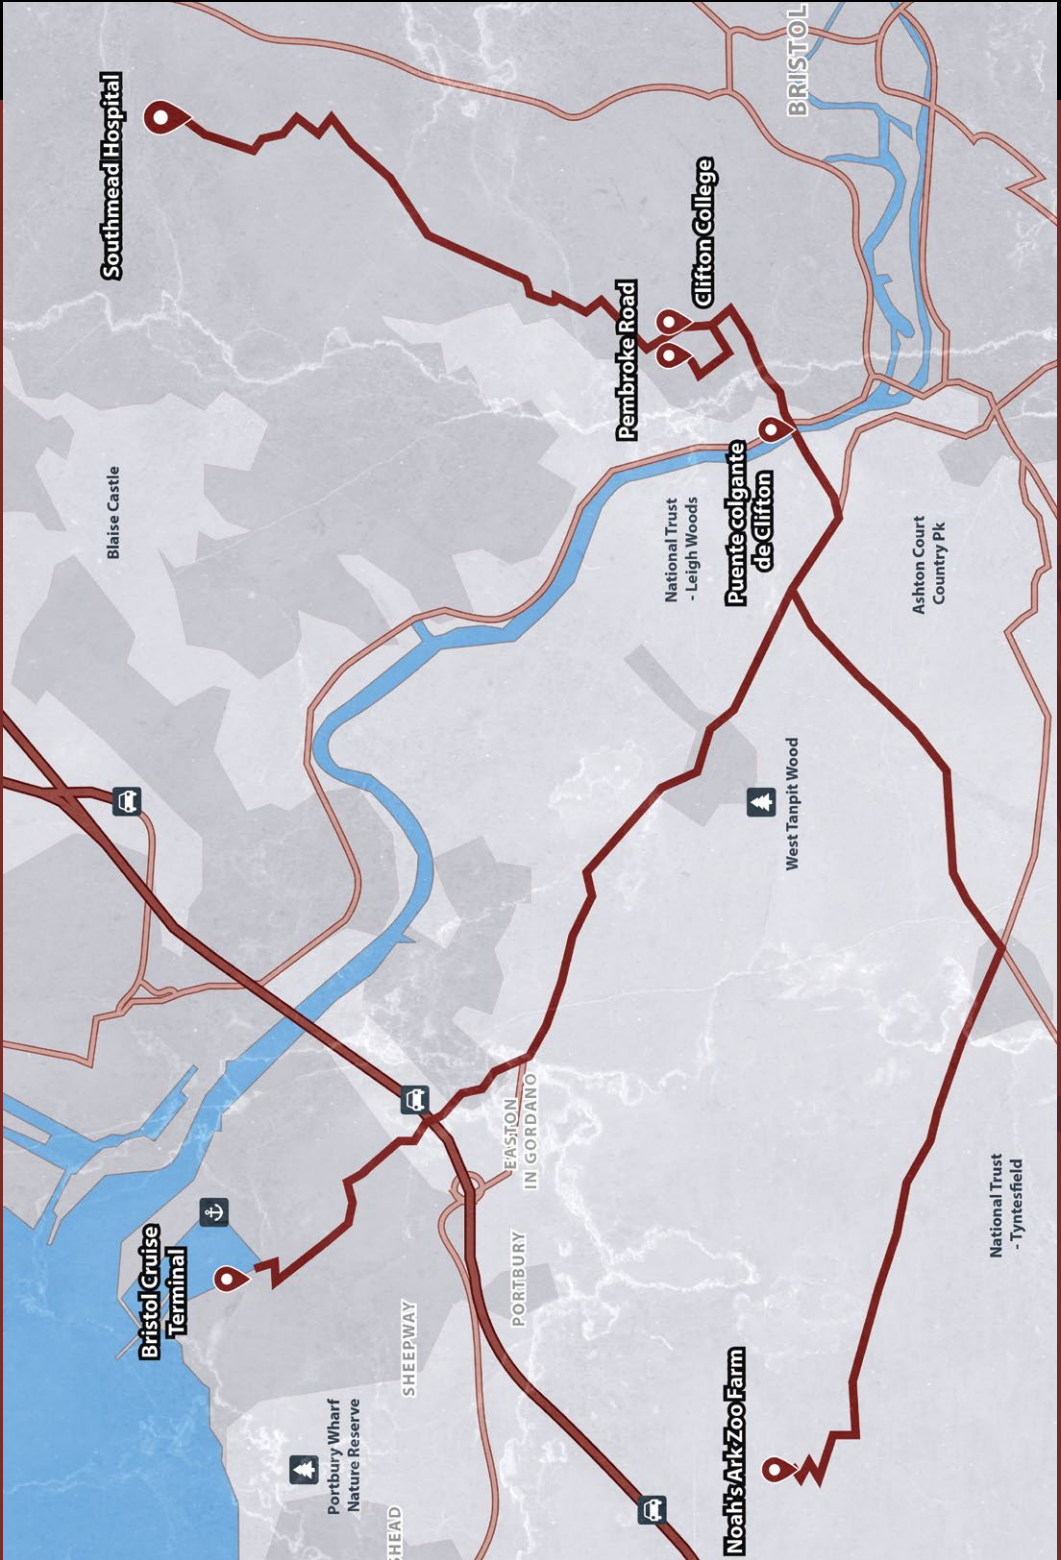 Blaise Castle
Southmead Hospital
Bristol Cruise
Terminal
Portbury Wharf
Nature Reserve
SHEAD
SHEEPWAY
PORTBURY
EASTON
IN GORDANO
Pembroke Road
National Trust
- Leigh Woods
Clifton College
Noah's Ark Zoo Farm
Puente colgante
de Clifton
West Tanpit Wood
BRISTOL
Ashton Court
Country Pk
National Trust
- Tyntesfield